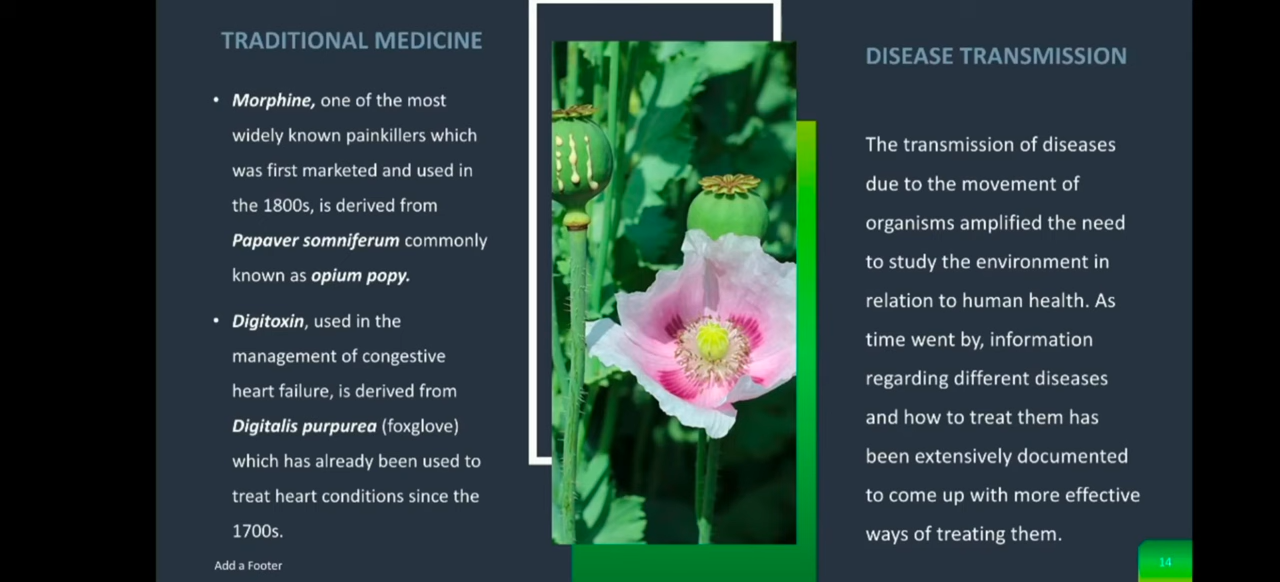 TRADITIONAL MEDICINE
• Morphine, one of the most
widely known painkillers which
was first marketed and used in
the 1800s, is derived from
Papaver somniferum commonly
known as opium popy.
• Digitoxin, used in the
management of congestive
heart failure, is derived from
Digitalis purpurea (foxglove)
which has already been used to
treat heart conditions since the
1700s.
Add a Footer
DISEASE TRANSMISSION
The transmission of diseases
due to the movement of
organisms amplified the need
to study the environment in
relation to human health. As
time went by, information
regarding different diseases
and how to treat them has
been extensively documented
to come up with more effective
ways of treating them.
14